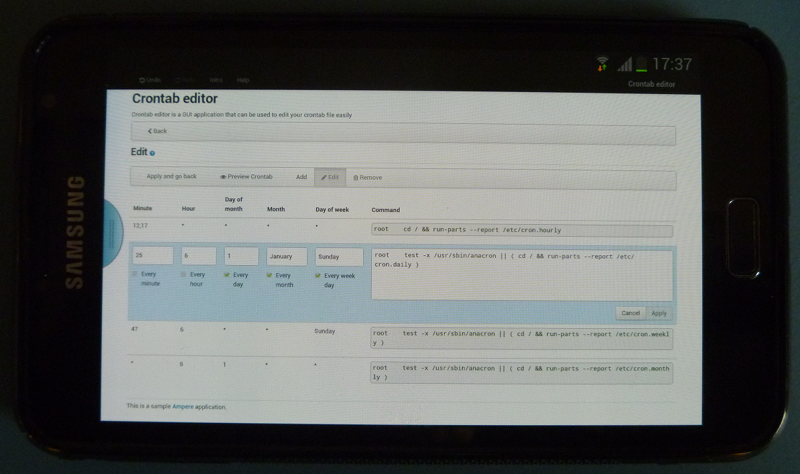 SAMSUNG
17:37
Undo
Help
Crontab editor
Crontab editor
Crontab editor is a GUI application that can be used to edit your crontab file easily
Back
Edit
Apply and go back Preview Crontab Add Edit Remove
Minute Hour Day of month Month Day of week Command
12,17 * * * * root cd / && run-parts --report /etc/cron.hourly
6 1 January Sunday root test -x /usr/sbin/anacron || ( cd / && run-parts --report /etc/
cron.daily )
Every minute Every hour Every day Every month Every week day
Cancel Apply
47 6 * * Sunday root test -x /usr/sbin/anacron || ( cd / && run-parts --report /etc/cron.weekl
y )
* 6 1 * * root test -x /usr/sbin/anacron || ( cd / && run-parts --report /etc/cron.month
ly )
This is a sample Ampere application.